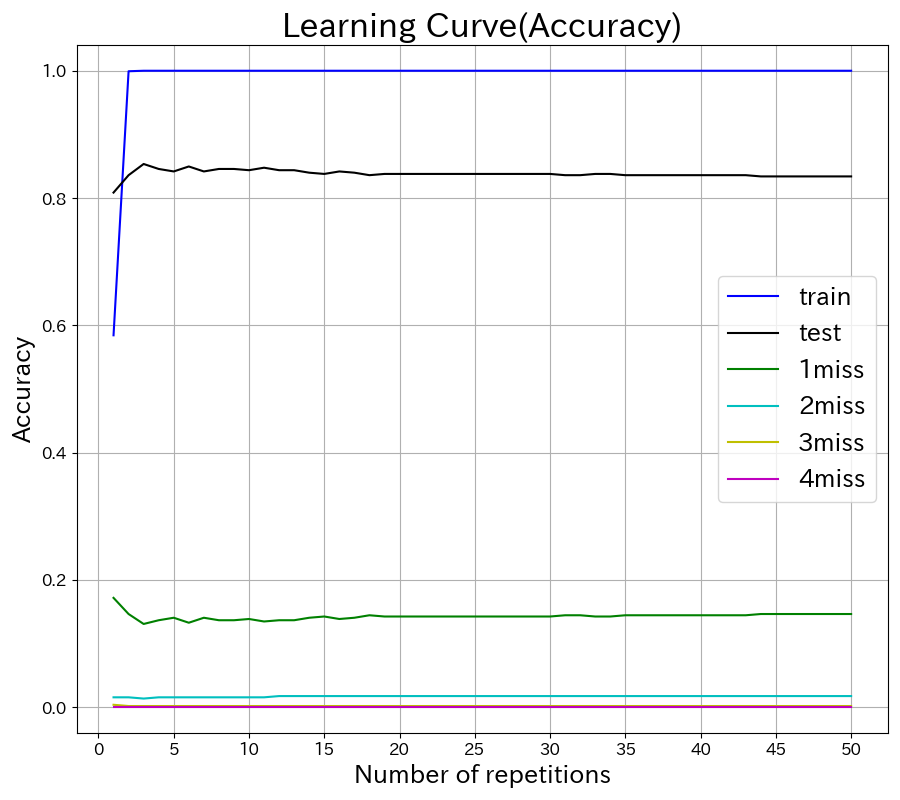 Learning Curve(Accuracy)
Accuracy
1.0
0.8
0.6
0.4
0.2
0.0
train
test
1miss
2miss
3miss
4miss
0 5 10 15 20 25 30 35 40 45 50
Number of repetitions